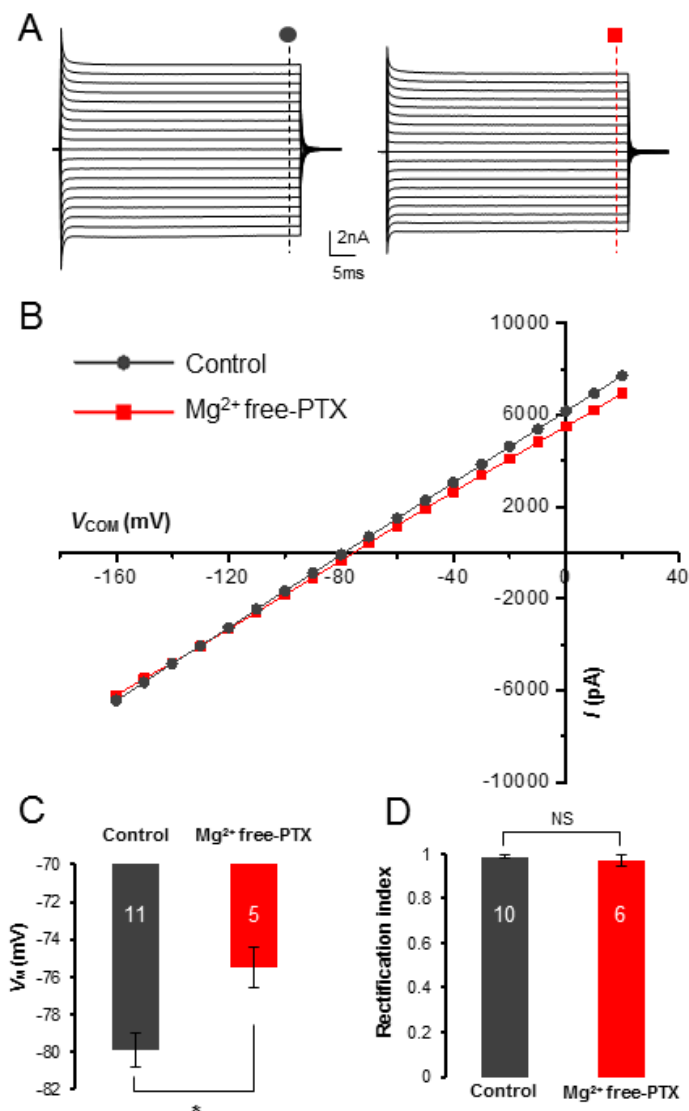 A
2nA
5ms
B
Control
Mg²⁺ free-PTX
V_COM (mV)
10000
6000
2000
-160
-120
-80
-40
0
40
-2000
-6000
-10000
I (pA)
C
Control
Mg²⁺ free-PTX
-70
-72
-74
-76
-78
-80
-82
V_M (mV)
11
5
*
D
NS
1
0.8
0.6
0.4
0.2
0
Rectification index
10
6
Control
Mg²⁺ free-PTX